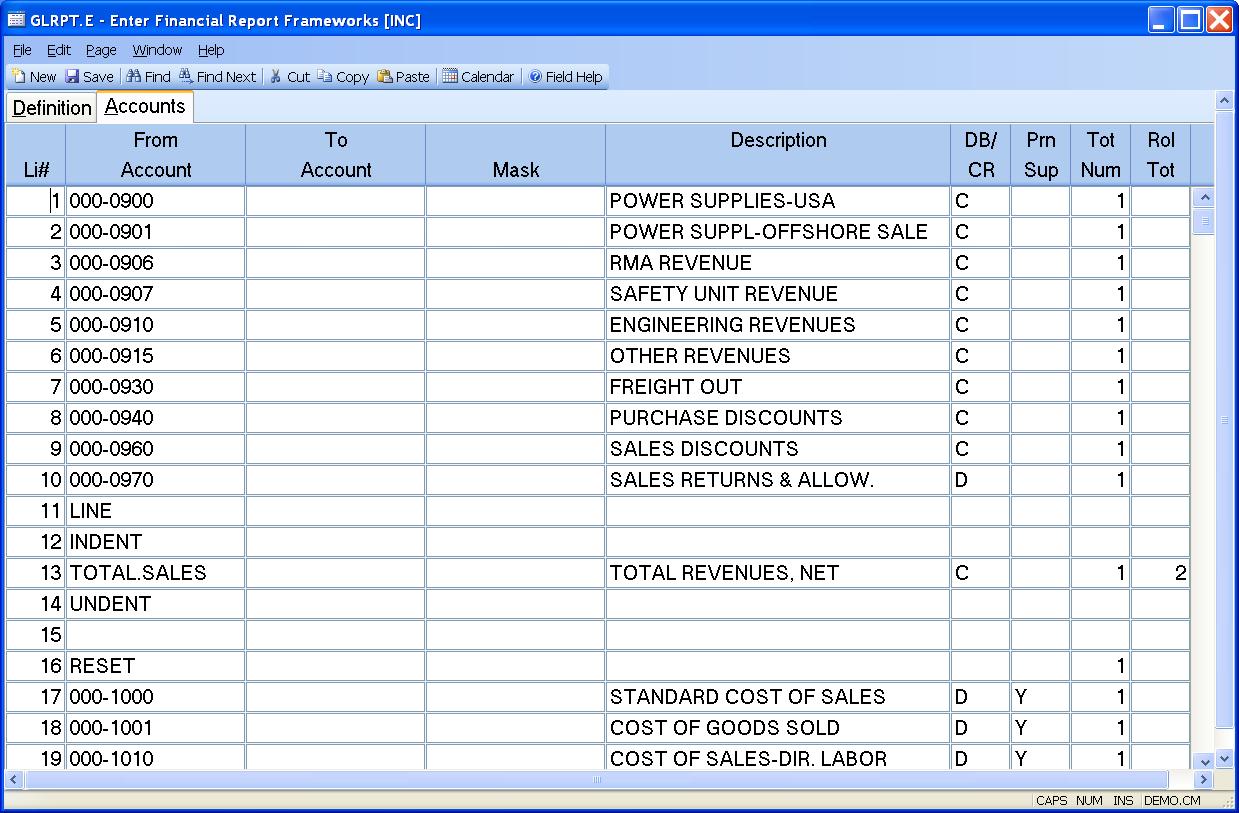 GLRPT.E - Enter Financial Report Frameworks [INC]
File Edit Page Window Help
New Save Find Find Next Cut Copy Paste Calendar Field Help
Definition Accounts
From To Description DB/ Prn Tot Rol
Li# Account Account Mask CR Sup Num Tot
1 000-0900 POWER SUPPLIES-USA C 1
2 000-0901 POWER SUPPL-OFFSHORE SALE C 1
3 000-0906 RMA REVENUE C 1
4 000-0907 SAFETY UNIT REVENUE C 1
5 000-0910 ENGINEERING REVENUES C 1
6 000-0915 OTHER REVENUES C 1
7 000-0930 FREIGHT OUT C 1
8 000-0940 PURCHASE DISCOUNTS C 1
9 000-0960 SALES DISCOUNTS C 1
10 000-0970 SALES RETURNS & ALLOW. D 1
11 LINE
12 INDENT
13 TOTAL.SALES TOTAL REVENUES, NET C 1 2
14 UNDENT
15
16 RESET 1
17 000-1000 STANDARD COST OF SALES D Y 1
18 000-1001 COST OF GOODS SOLD D Y 1
19 000-1010 COST OF SALES-DIR. LABOR D Y 1
CAPS NUM INS DEMO.CM